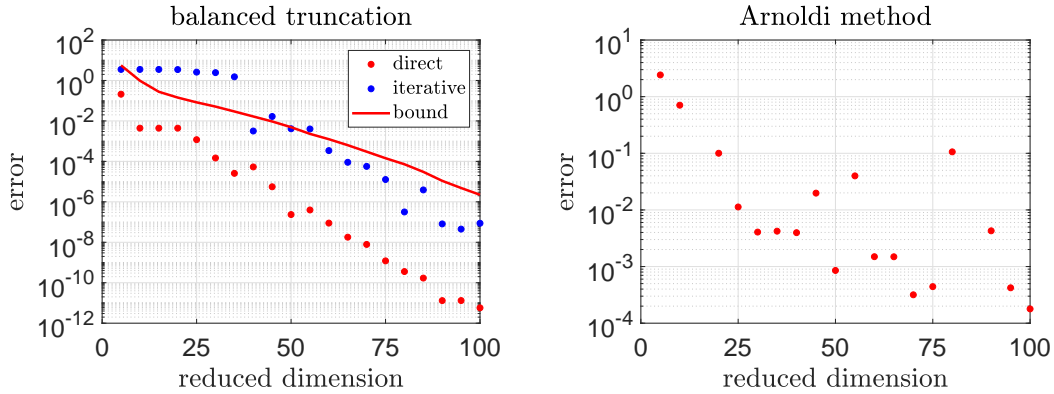 balanced truncation
10^2
10^0
10^-2
10^-4
10^-6
10^-8
10^-10
10^-12
error
direct
iterative
bound
0 25 50 75 100
reduced dimension
Arnoldi method
10^1
10^0
10^-1
10^-2
10^-3
10^-4
error
0 25 50 75 100
reduced dimension